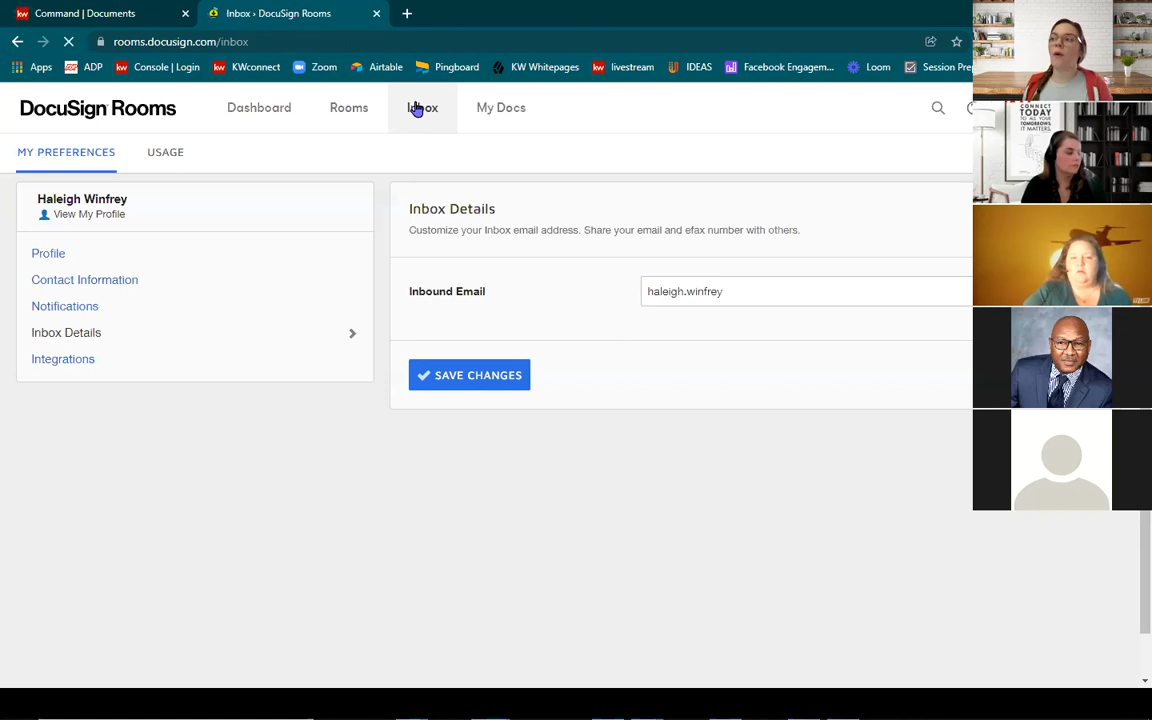 Command | Documents
Inbox › DocuSign Rooms
rooms.docusign.com/inbox
Apps
ADP
kw
Console | Login
kw
KWconnect
Zoom
Airtable
Pingboard
KW Whitepages
kw
livestream
IDEAS
Facebook Engagem...
Loom
Session Pre
DocuSign Rooms
Dashboard
Rooms
Inbox
My Docs
MY PREFERENCES
USAGE
Haleigh Winfrey
View My Profile
Profile
Contact Information
Notifications
Inbox Details
Integrations
Inbox Details
Customize your Inbox email address. Share your email and efax number with others.
Inbound Email
haleigh.winfrey
SAVE CHANGES
CONNECT
TODAY
TO ALL YOUR
TOMORROWS.
IT MATTERS.